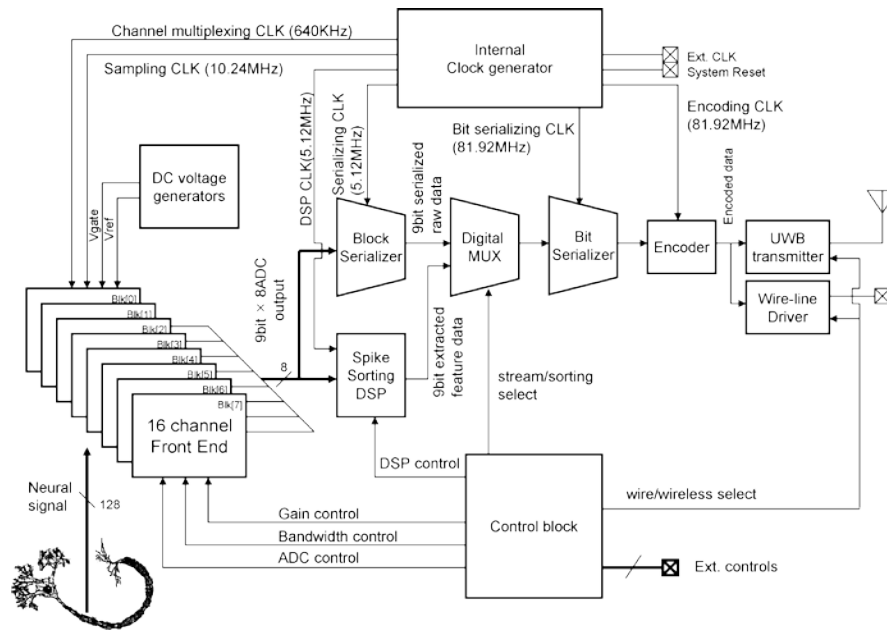 Channel multiplexing CLK (640KHz)
Sampling CLK (10.24MHz)
Internal
Clock generator
Ext. CLK
System Reset
DSP CLK(5.12MHz)
Serializing CLK
(5.12MHz)
Bit serializing CLK
(81.92MHz)
Encoding CLK
(81.92MHz)
DC voltage
generators
Vgate
Vref
9bit × 8ADC
output
Block
Serializer
9bit serialized
raw data
Digital
MUX
Bit
Serializer
Encoder
Encoded data
UWB
transmitter
Wire-line
Driver
Blk[0]
Blk[1]
Blk[2]
Blk[3]
Blk[4]
Blk[5]
Blk[6]
Blk[7]
16 channel
Front End
8
Spike
Sorting
DSP
9bit extracted
feature data
stream/sorting
select
DSP control
Neural
signal
128
Gain control
Bandwidth control
ADC control
Control block
wire/wireless select
Ext. controls